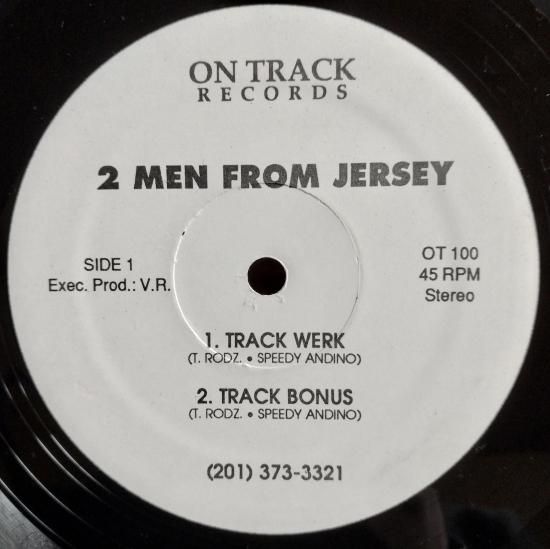 ON TRACK
RECORDS
2 MEN FROM JERSEY
SIDE 1
Exec. Prod.: V.R.
OT 100
45 RPM
Stereo
1. TRACK WERK
(T. RODZ. • SPEEDY ANDINO)
2. TRACK BONUS
(T. RODZ. • SPEEDY ANDINO)
(201) 373-3321